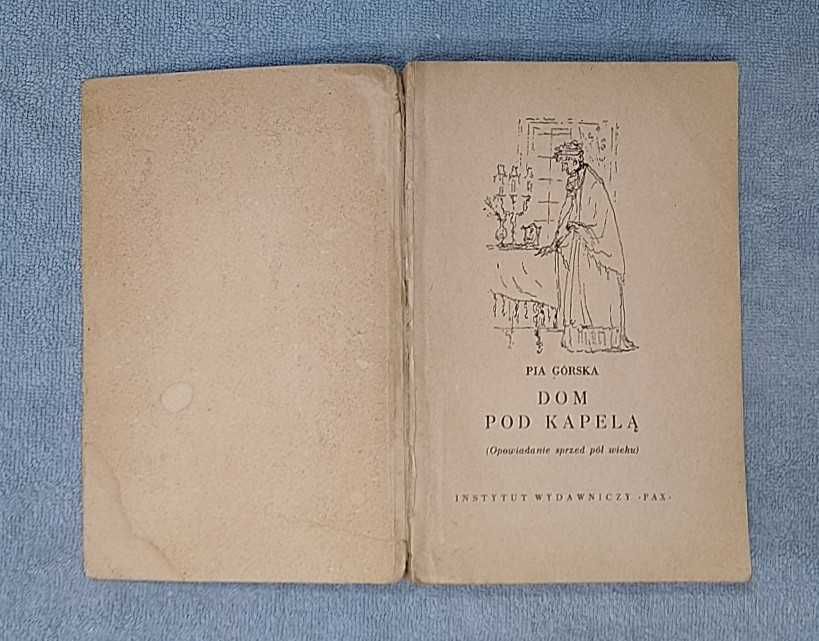 PIA GÓRSKA
DOM
POD KAPELĄ
(Opowiadanie sprzed pół wieku)
INSTYTUT WYDAWNICZY •PAX•